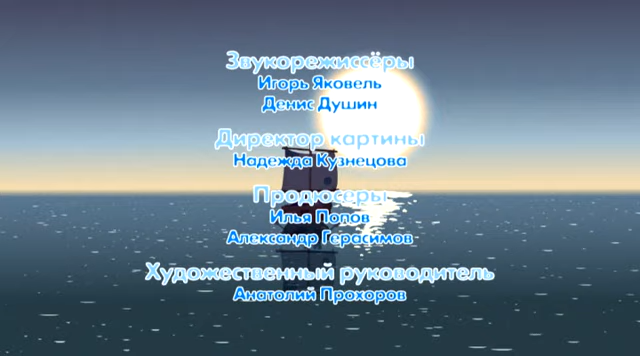 Звукорежиссёры
Игорь Яковель
Денис Душин
Директор картины
Надежда Кузнецова
Продюсеры
Илья Попов
Александр Герасимов
Художественный руководитель
Анатолий Прохоров